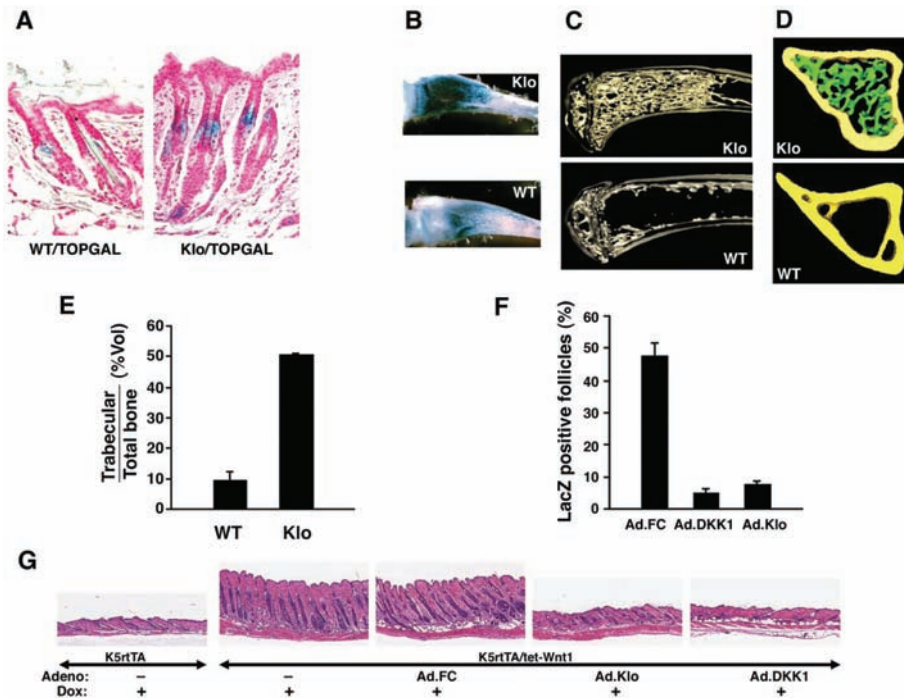 A
WT/TOPGAL
Klo/TOPGAL
B
Klo
WT
C
Klo
WT
D
Klo
WT
E
Trabecular
Total bone
(%Vol)
60
50
40
30
20
10
0
WT
Klo
F
LacZ positive follicles (%)
60
50
40
30
20
10
0
Ad.FC
Ad.DKK1
Ad.Klo
G
K5rtTA
K5rtTA/tet-Wnt1
Adeno: – – Ad.FC Ad.Klo Ad.DKK1
Dox: + + + + +